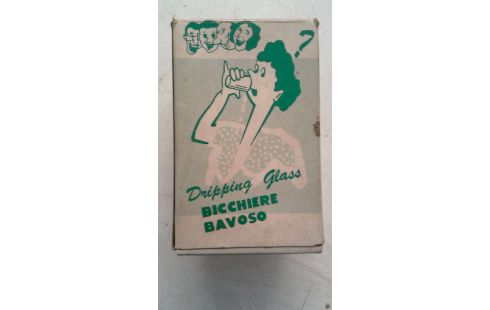 ?
Dripping Glass
BICCHIERE
BAVOSO